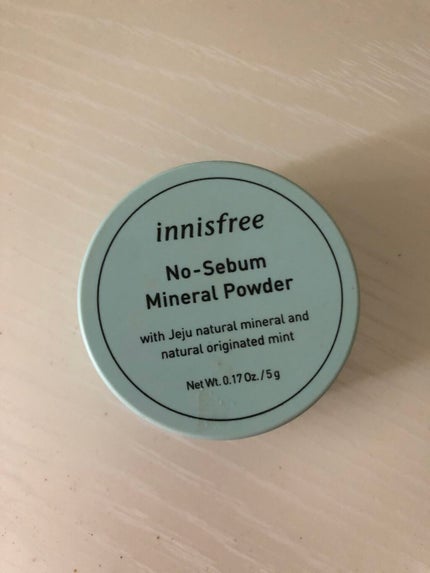 innisfree
No-Sebum
Mineral Powder
with Jeju natural mineral and
natural originated mint
Net Wt. 0.17 Oz. / 5 g